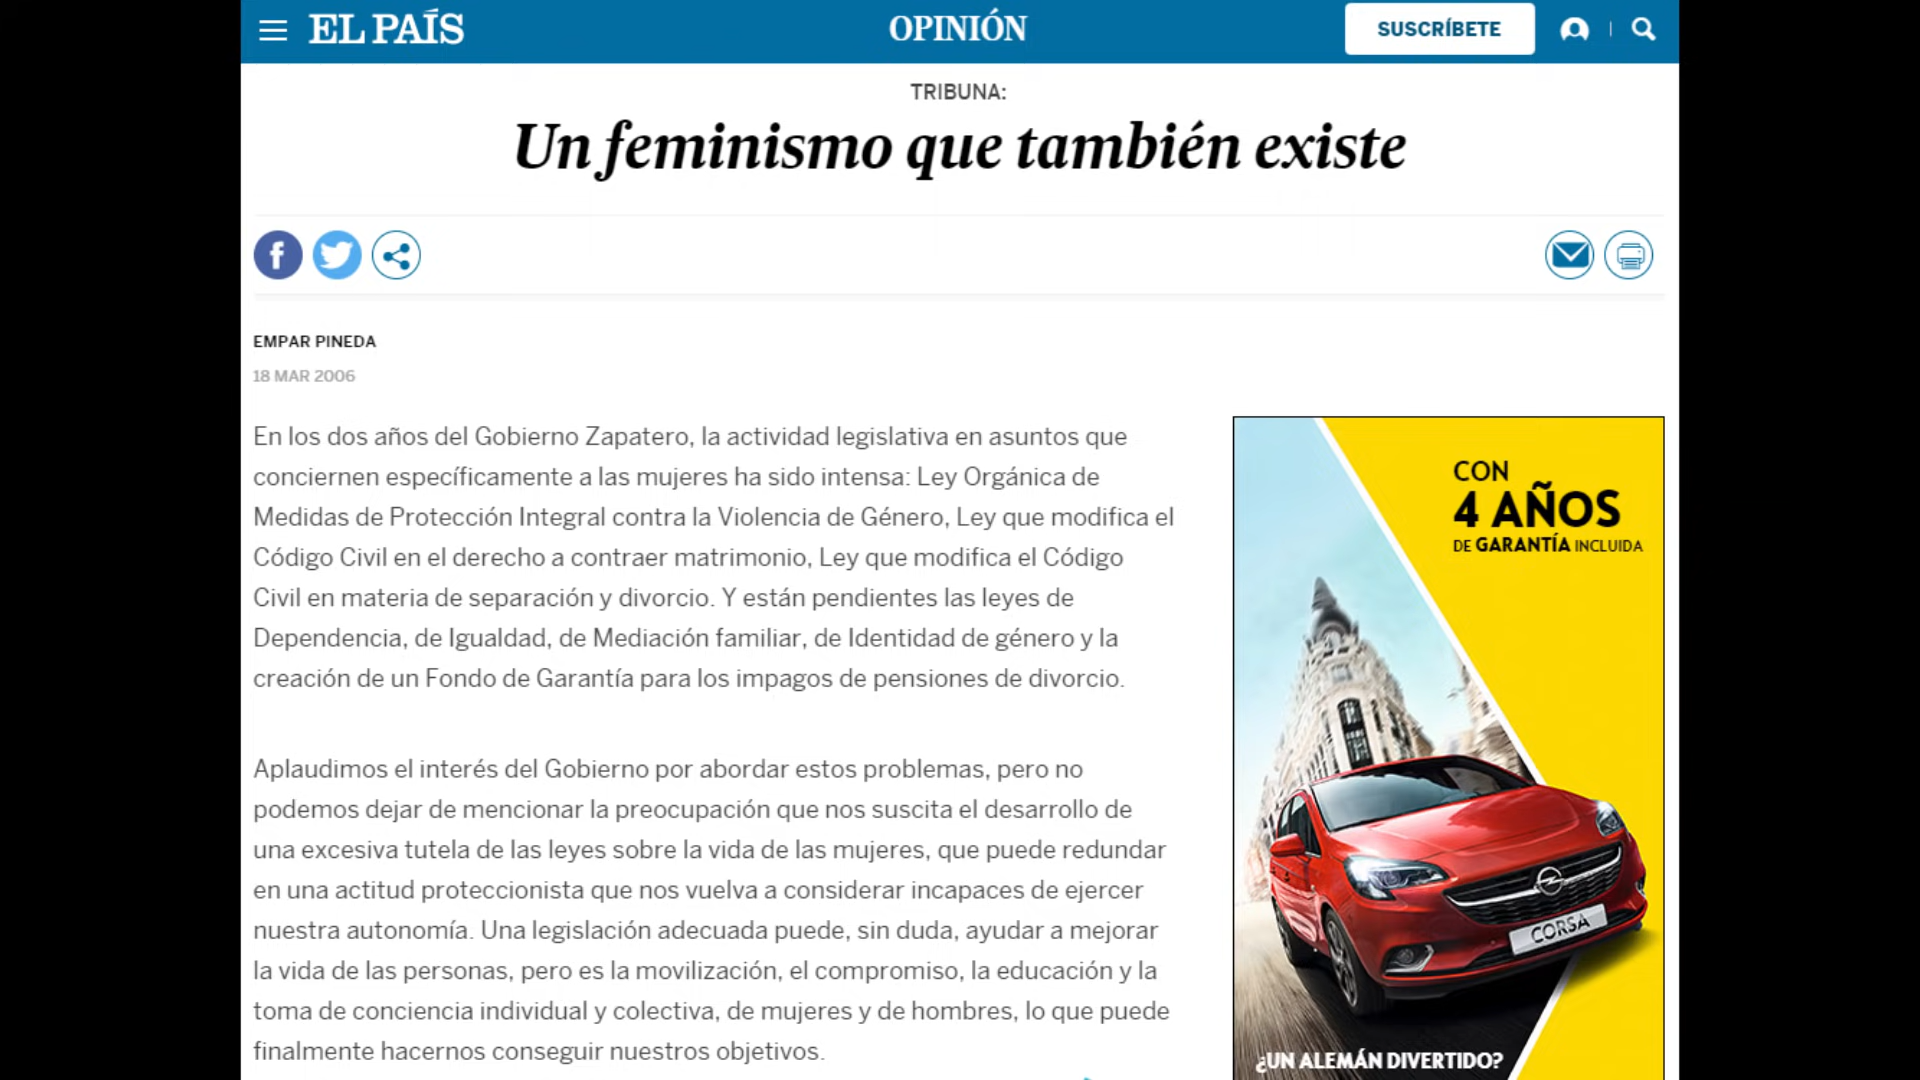 EL PAÍS
OPINIÓN
SUSCRÍBETE
TRIBUNA:
Un feminismo que también existe
EMPAR PINEDA
18 MAR 2006
En los dos años del Gobierno Zapatero, la actividad legislativa en asuntos que
conciernen específicamente a las mujeres ha sido intensa: Ley Orgánica de
Medidas de Protección Integral contra la Violencia de Género, Ley que modifica el
Código Civil en el derecho a contraer matrimonio, Ley que modifica el Código
Civil en materia de separación y divorcio. Y están pendientes las leyes de
Dependencia, de Igualdad, de Mediación familiar, de Identidad de género y la
creación de un Fondo de Garantía para los impagos de pensiones de divorcio.
Aplaudimos el interés del Gobierno por abordar estos problemas, pero no
podemos dejar de mencionar la preocupación que nos suscita el desarrollo de
una excesiva tutela de las leyes sobre la vida de las mujeres, que puede redundar
en una actitud proteccionista que nos vuelva a considerar incapaces de ejercer
nuestra autonomía. Una legislación adecuada puede, sin duda, ayudar a mejorar
la vida de las personas, pero es la movilización, el compromiso, la educación y la
toma de conciencia individual y colectiva, de mujeres y de hombres, lo que puede
finalmente hacernos conseguir nuestros objetivos.
CON
4 AÑOS
DE GARANTÍA INCLUIDA
CORSA
¿UN ALEMÁN DIVERTIDO?